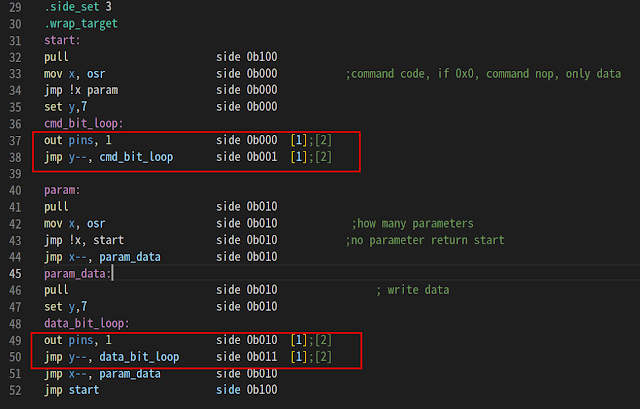 29 .side_set 3
30 .wrap_target
31 start:
32 pull side 0b100
33 mov x, osr side 0b000 ;command code, if 0x0, command nop, only data
34 jmp !x param side 0b000
35 set y,7 side 0b000
36 cmd_bit_loop:
37 out pins, 1 side 0b000 [1];[2]
38 jmp y--, cmd_bit_loop side 0b001 [1];[2]
39
40 param:
41 pull side 0b010
42 mov x, osr side 0b010 ;how many parameters
43 jmp !x, start side 0b010 ;no parameter return start
44 jmp x--, param_data side 0b010
45 param_data:
46 pull side 0b010 ; write data
47 set y,7 side 0b010
48 data_bit_loop:
49 out pins, 1 side 0b010 [1];[2]
50 jmp y--, data_bit_loop side 0b011 [1];[2]
51 jmp x--, param_data side 0b010
52 jmp start side 0b100